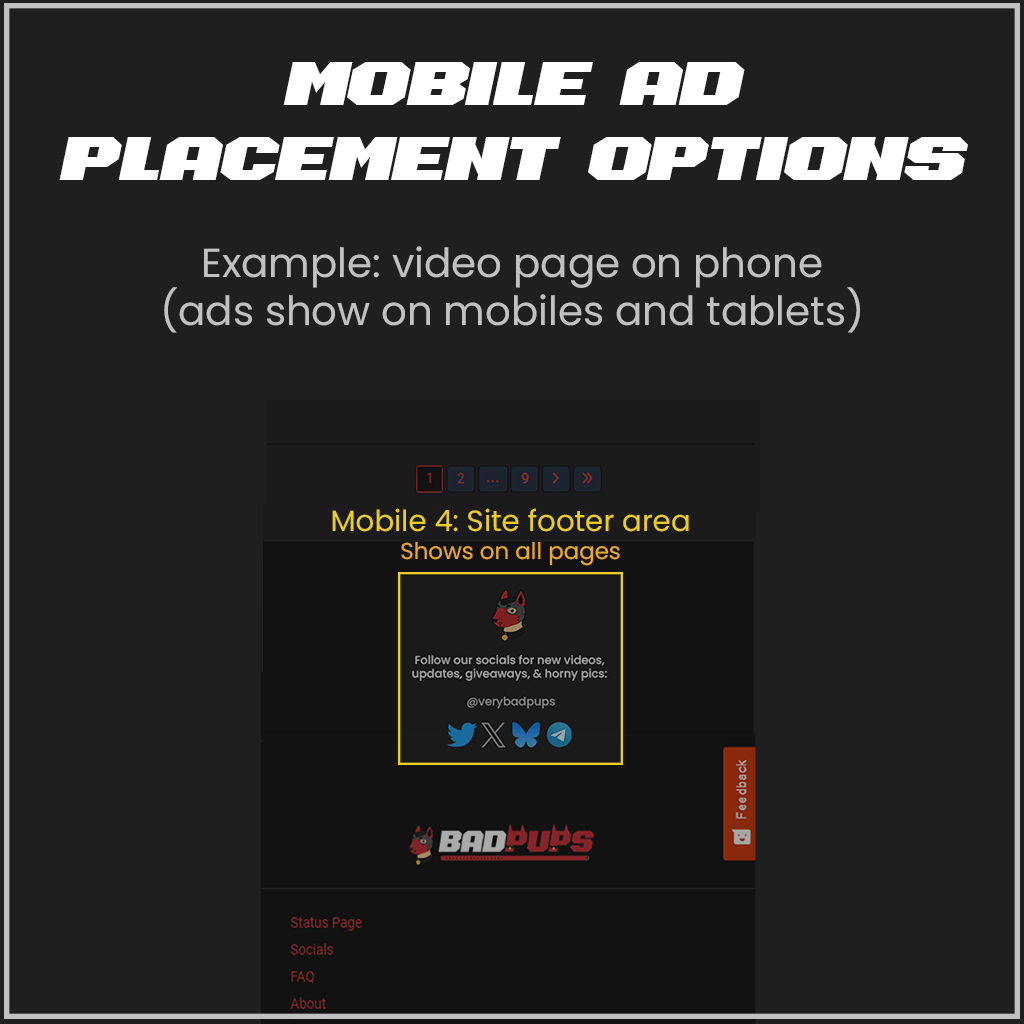 MOBILE AD
PLACEMENT OPTIONS
Example: video page on phone
(ads show on mobiles and tablets)
1 2 ... 9 > »
Mobile 4: Site footer area
Shows on all pages
Follow our socials for new videos,
updates, giveaways, & horny pics:
@verybadpups
Feedback
BADPUPS
Status Page
Socials
FAQ
About